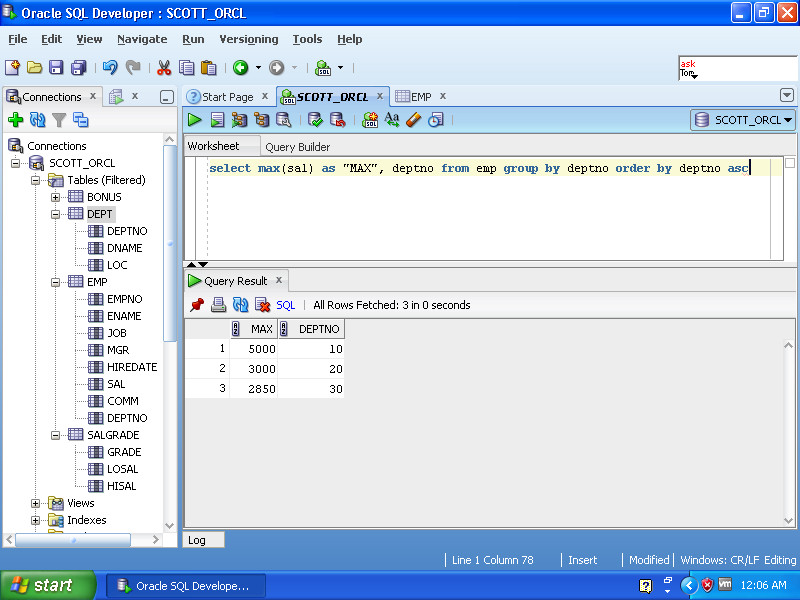 Oracle SQL Developer : SCOTT_ORCL
File Edit View Navigate Run Versioning Tools Help
ask
Tom
Connections
Start Page
SCOTT_ORCL
EMP
SCOTT_ORCL
Worksheet Query Builder
select max(sal) as "MAX", deptno from emp group by deptno order by deptno asc
Connections
SCOTT_ORCL
Tables (Filtered)
BONUS
DEPT
DEPTNO
DNAME
LOC
EMP
EMPNO
ENAME
JOB
MGR
HIREDATE
SAL
COMM
DEPTNO
SALGRADE
GRADE
LOSAL
HISAL
Views
Indexes
Query Result
SQL | All Rows Fetched: 3 in 0 seconds
MAX DEPTNO
1 5000 10
2 3000 20
3 2850 30
Log
Line 1 Column 78 | Insert | Modified | Windows: CR/LF Editing
start
Oracle SQL Develope...
12:06 AM